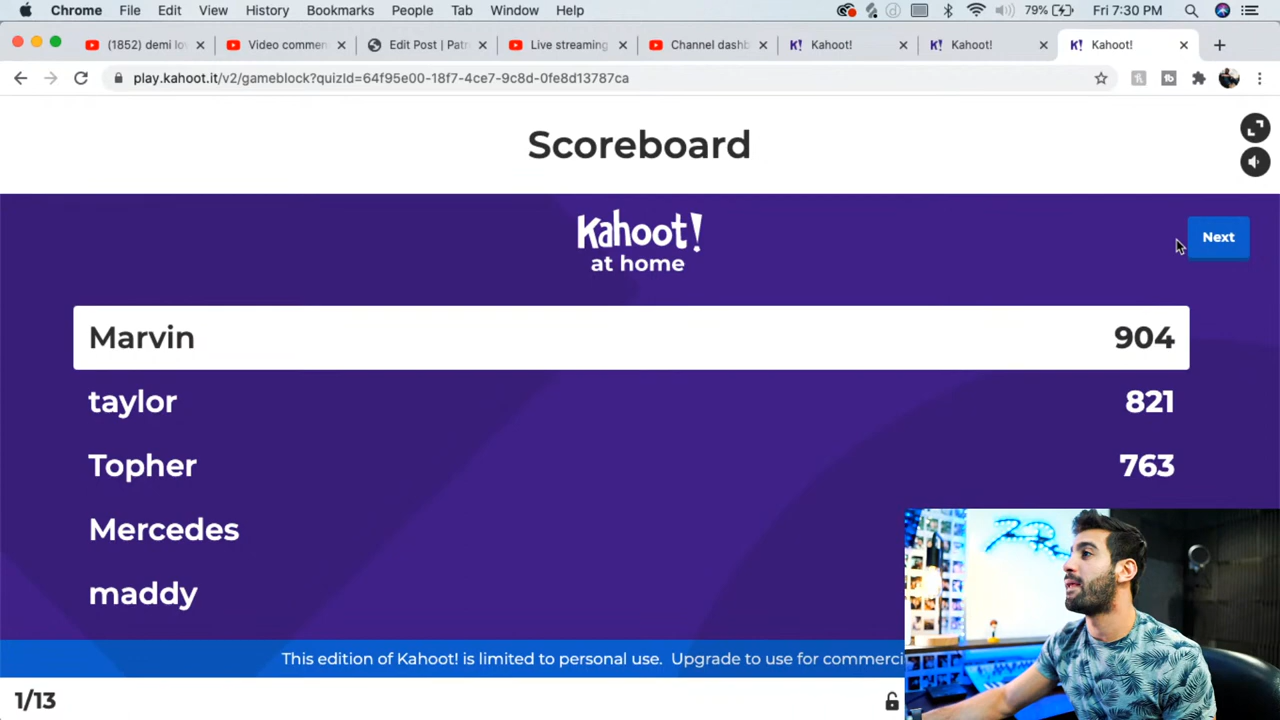 Chrome File Edit View History Bookmarks People Tab Window Help 79% Fri 7:30 PM
(1852) demi lo Video commen Edit Post | Patr Live streaming Channel dashb Kahoot! Kahoot! Kahoot!
play.kahoot.it/v2/gameblock?quizId=64f95e00-18f7-4ce7-9c8d-0fe8d13787ca
Scoreboard
Kahoot!
at home
Next
Marvin 904
taylor 821
Topher 763
Mercedes
maddy
This edition of Kahoot! is limited to personal use. Upgrade to use for commerci
1/13